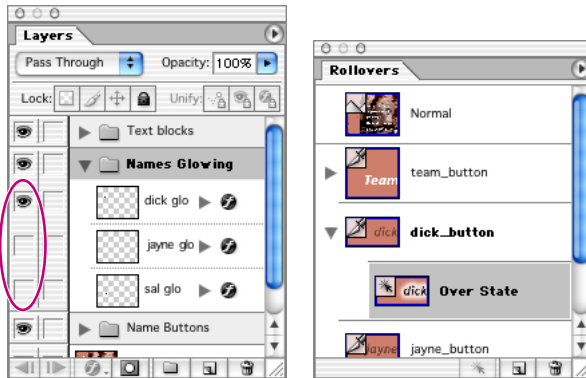 Layers
Pass Through
Opacity: 100%
Lock:
Unify:
Text blocks
Names Glowing
dick glo
jayne glo
sal glo
Name Buttons
Rollovers
Normal
Team
team_button
dick
dick_button
dick
Over State
jayne
jayne_button